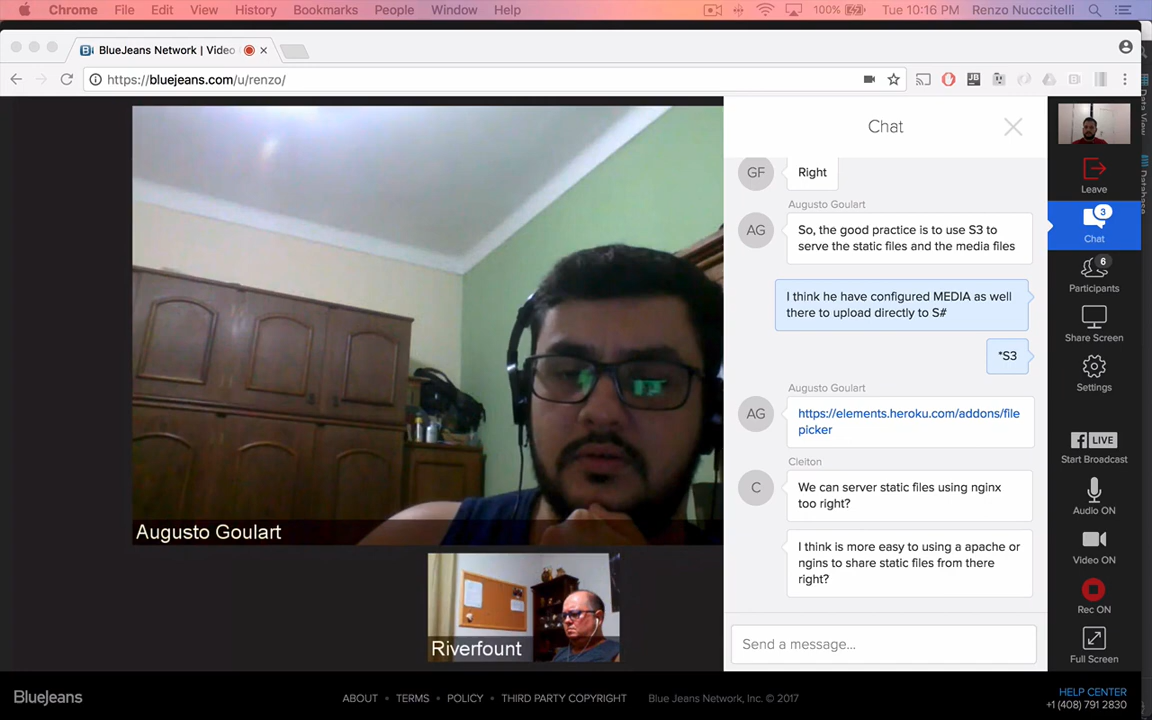 Chrome File Edit View History Bookmarks People Window Help 100% Tue 10:16 PM Renzo Nucccitelli
BlueJeans Network | Video
https://bluejeans.com/u/renzo/
Chat
GF
Right
Augusto Goulart
AG
So, the good practice is to use S3 to
serve the static files and the media files
I think he have configured MEDIA as well
there to upload directly to S#
*S3
Augusto Goulart
AG
https://elements.heroku.com/addons/file
picker
Cleiton
C
We can server static files using nginx
too right?
I think is more easy to using a apache or
ngins to share static files from there
right?
Send a message...
Augusto Goulart
Riverfount
Leave
3
Chat
6
Participants
Share Screen
Settings
LIVE
Start Broadcast
Audio ON
Video ON
Rec ON
Full Screen
Data View
Database
BlueJeans
ABOUT • TERMS • POLICY • THIRD PARTY COPYRIGHT Blue Jeans Network, Inc. © 2017
HELP CENTER
+1 (408) 791 2830